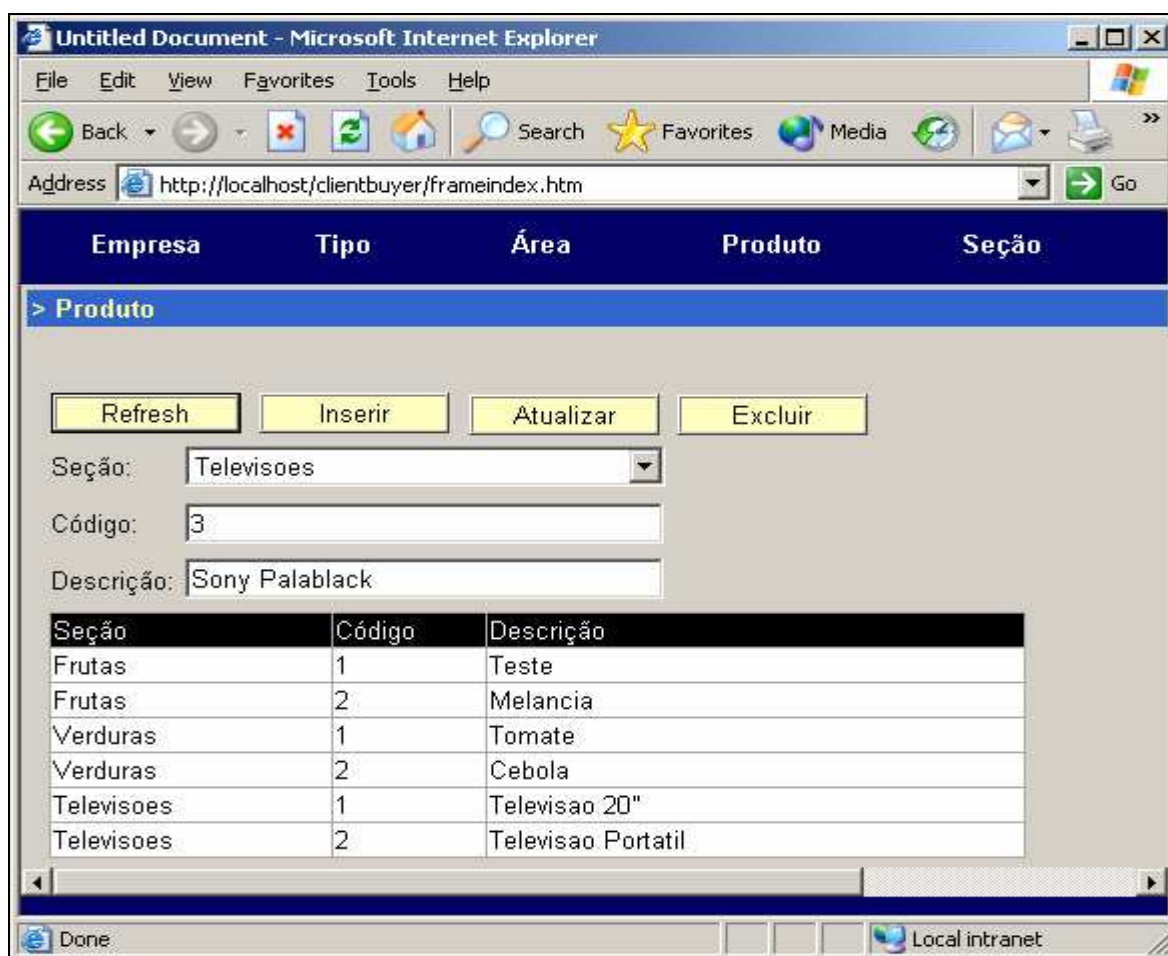 Untitled Document - Microsoft Internet Explorer
File Edit View Favorites Tools Help
Back Search Favorites Media »
Address http://localhost/clientbuyer/frameindex.htm Go
Empresa Tipo Área Produto Seção
> Produto
Refresh Inserir Atualizar Excluir
Seção: Televisoes
Código: 3
Descrição: Sony Palablack
Seção Código Descrição
Frutas 1 Teste
Frutas 2 Melancia
Verduras 1 Tomate
Verduras 2 Cebola
Televisoes 1 Televisao 20"
Televisoes 2 Televisao Portatil
Done Local intranet